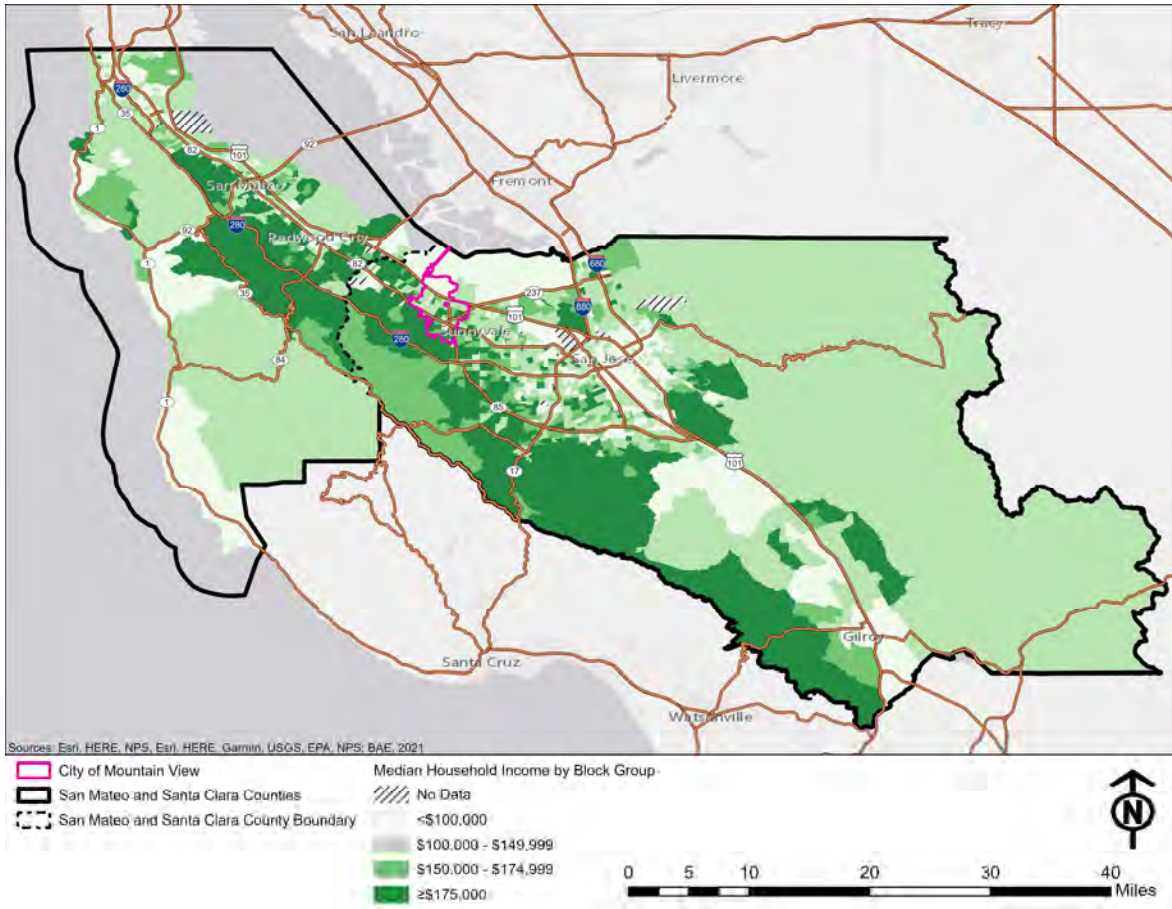 San Leandro
Tracy
Livermore
280
35
1
82
101
92
San Mateo
Fremont
280
92
Redwood City
82
1
680
237
35
101
880
Sunnyvale
280
San Jose
84
1
85
17
101
Gilroy
Santa Cruz
Watsonville
Sources: Esri, HERE, NPS, Esri, HERE, Garmin, USGS, EPA, NPS; BAE, 2021
City of Mountain View
San Mateo and Santa Clara Counties
San Mateo and Santa Clara County Boundary
Median Household Income by Block Group
No Data
<$100,000
$100,000 - $149,999
$150,000 - $174,999
≥$175,000
N
0 5 10 20 30 40
Miles